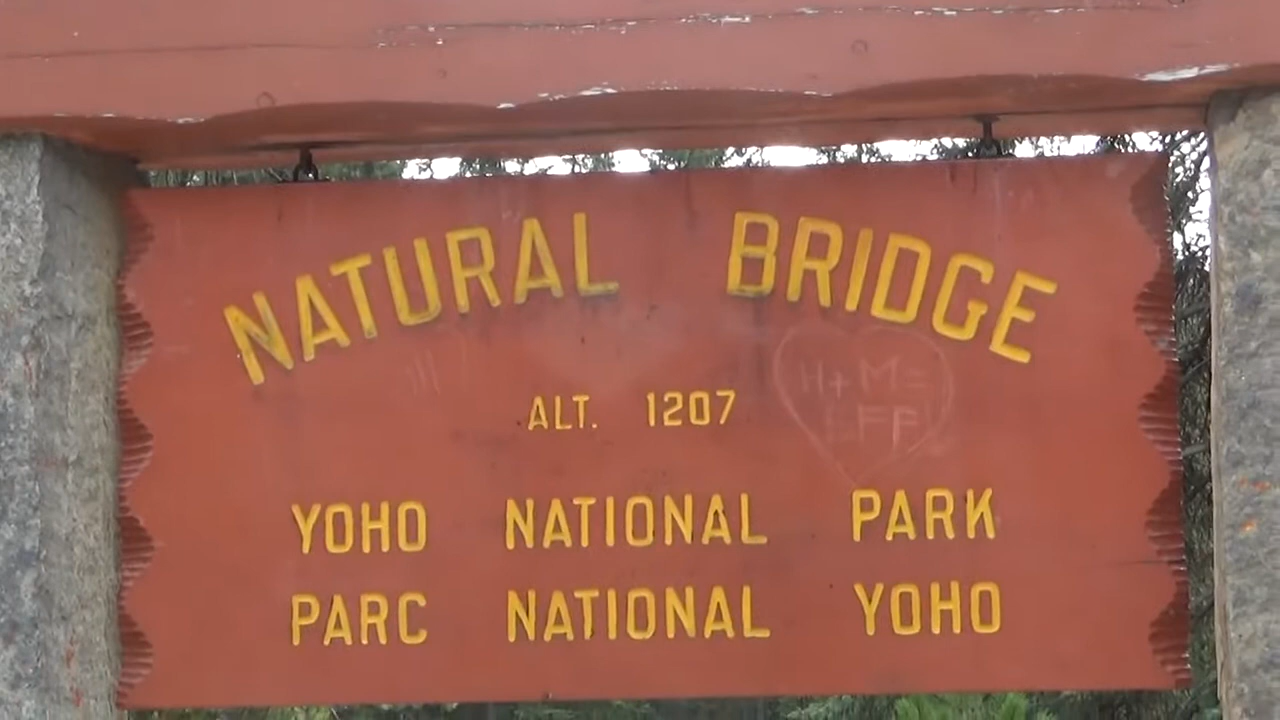 NATURAL BRIDGE
ALT. 1207
H + M =
YOHO NATIONAL PARK
PARC NATIONAL YOHO